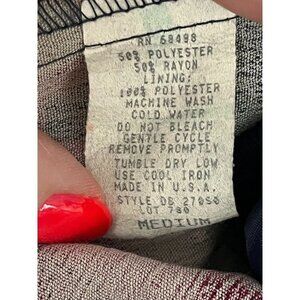 RN 68498
50% POLYESTER
50% RAYON
LINING:
100% POLYESTER
MACHINE WASH
COLD WATER
DO NOT BLEACH
GENTLE CYCLE
REMOVE PROMPTLY
TUMBLE DRY LOW
USE COOL IRON
MADE IN U.S.A.
STYLE DB 27050
LOT 780
MEDIUM